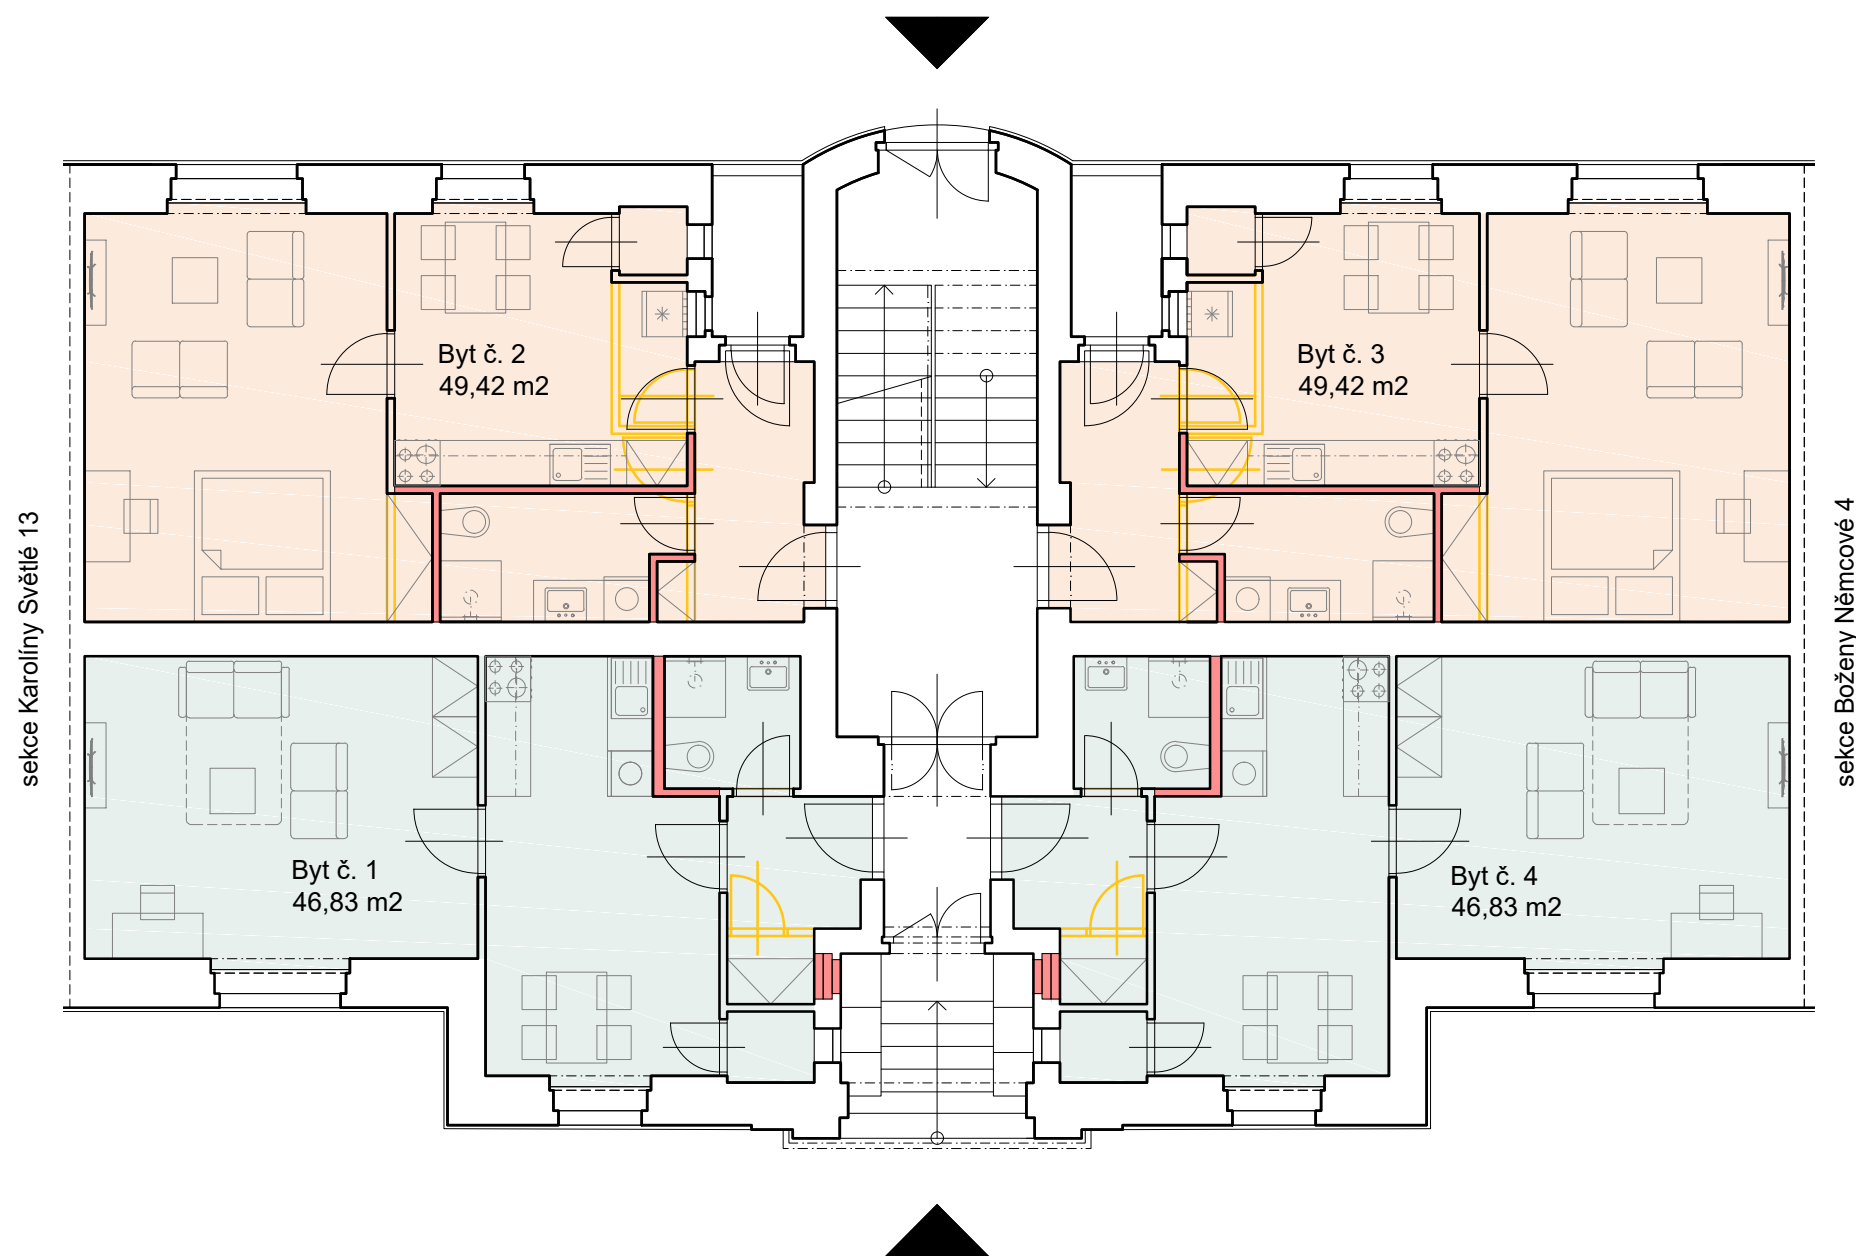 Byt č. 2
49,42 m2
Byt č. 3
49,42 m2
sekce Karolíny Světlé 13
sekce Boženy Němcové 4
Byt č. 1
46,83 m2
Byt č. 4
46,83 m2